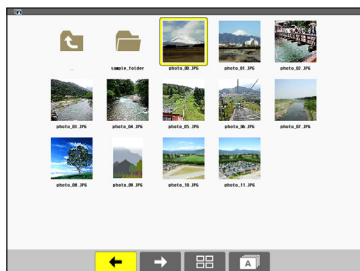 ..
sample_folder
photo_00.JPG
photo_01.JPG
photo_02.JPG
photo_03.JPG
photo_04.JPG
photo_05.JPG
photo_06.JPG
photo_07.JPG
photo_08.JPG
photo_09.JPG
photo_10.JPG
photo_11.JPG
A